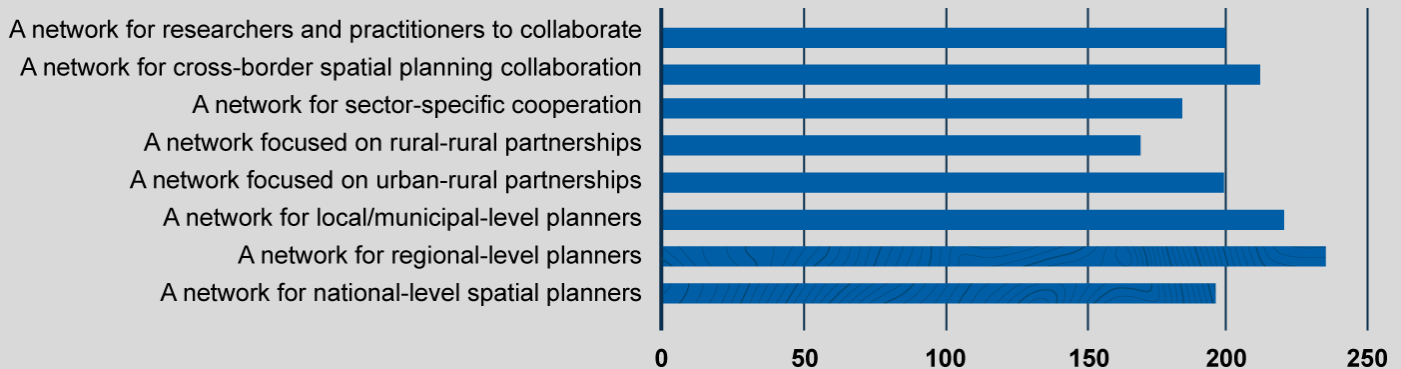 A network for researchers and practitioners to collaborate
A network for cross-border spatial planning collaboration
A network for sector-specific cooperation
A network focused on rural-rural partnerships
A network focused on urban-rural partnerships
A network for local/municipal-level planners
A network for regional-level planners
A network for national-level spatial planners
0 50 100 150 200 250